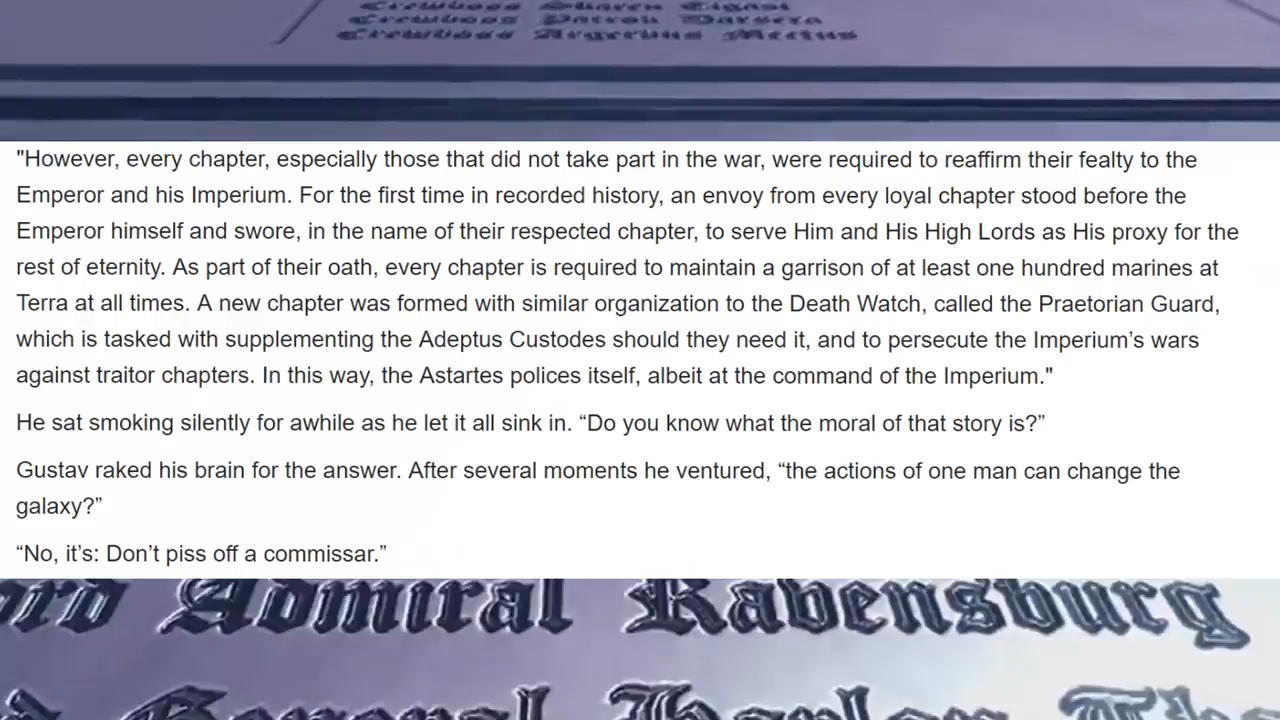 Crewboss Sharen Cigasi
Crewboss Patrou Darsera
Crewboss Argerbus Meetus
"However, every chapter, especially those that did not take part in the war, were required to reaffirm their fealty to the
Emperor and his Imperium. For the first time in recorded history, an envoy from every loyal chapter stood before the
Emperor himself and swore, in the name of their respected chapter, to serve Him and His High Lords as His proxy for the
rest of eternity. As part of their oath, every chapter is required to maintain a garrison of at least one hundred marines at
Terra at all times. A new chapter was formed with similar organization to the Death Watch, called the Praetorian Guard,
which is tasked with supplementing the Adeptus Custodes should they need it, and to persecute the Imperium’s wars
against traitor chapters. In this way, the Astartes polices itself, albeit at the command of the Imperium."
He sat smoking silently for awhile as he let it all sink in. “Do you know what the moral of that story is?”
Gustav raked his brain for the answer. After several moments he ventured, “the actions of one man can change the
galaxy?”
“No, it’s: Don’t piss off a commissar.”
Admiral Ravensburg
General